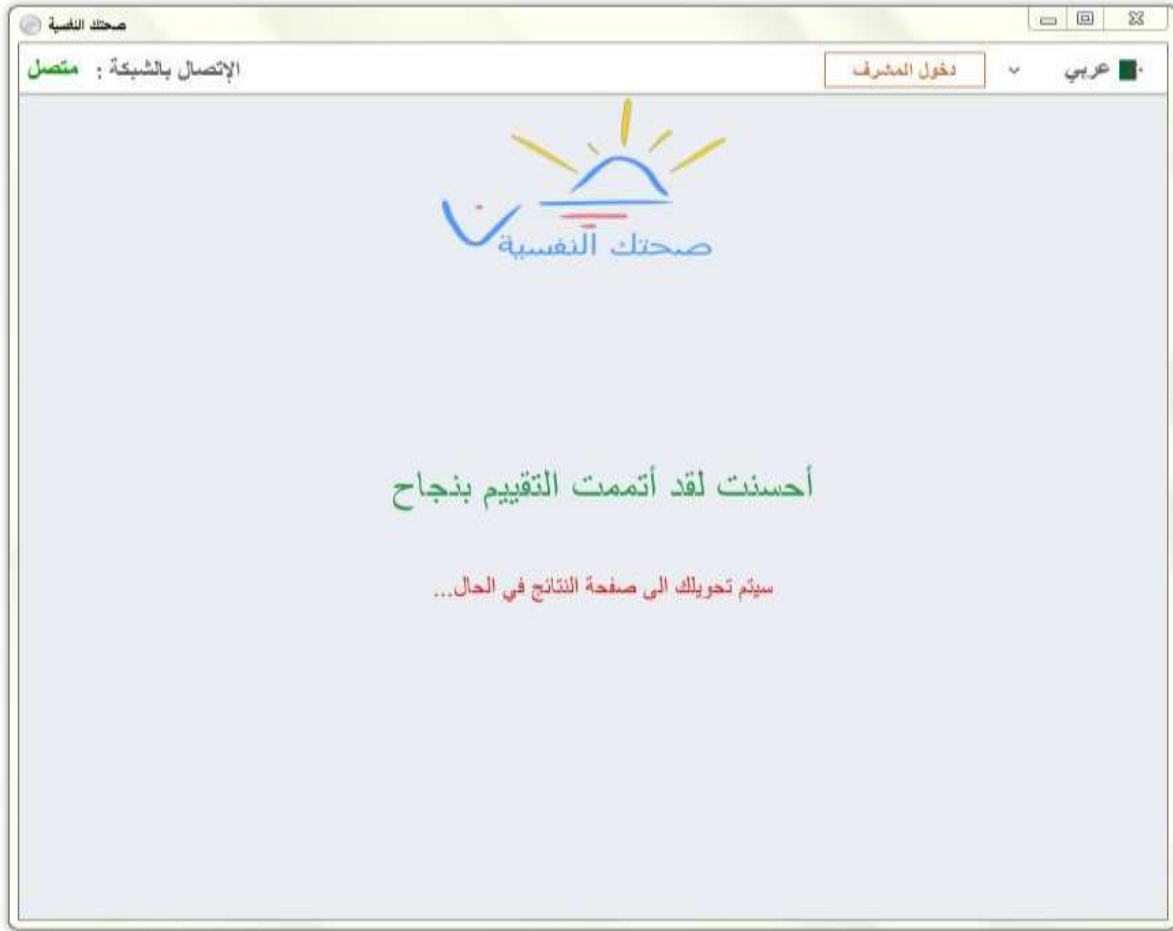 صحتك النفسية
الإتصال بالشبكة : متصل
دخول المشرف
عربي
صحتك النفسية
أحسنت لقد أتممت التقييم بنجاح
سيتم تحويلك الى صفحة النتائج في الحال...